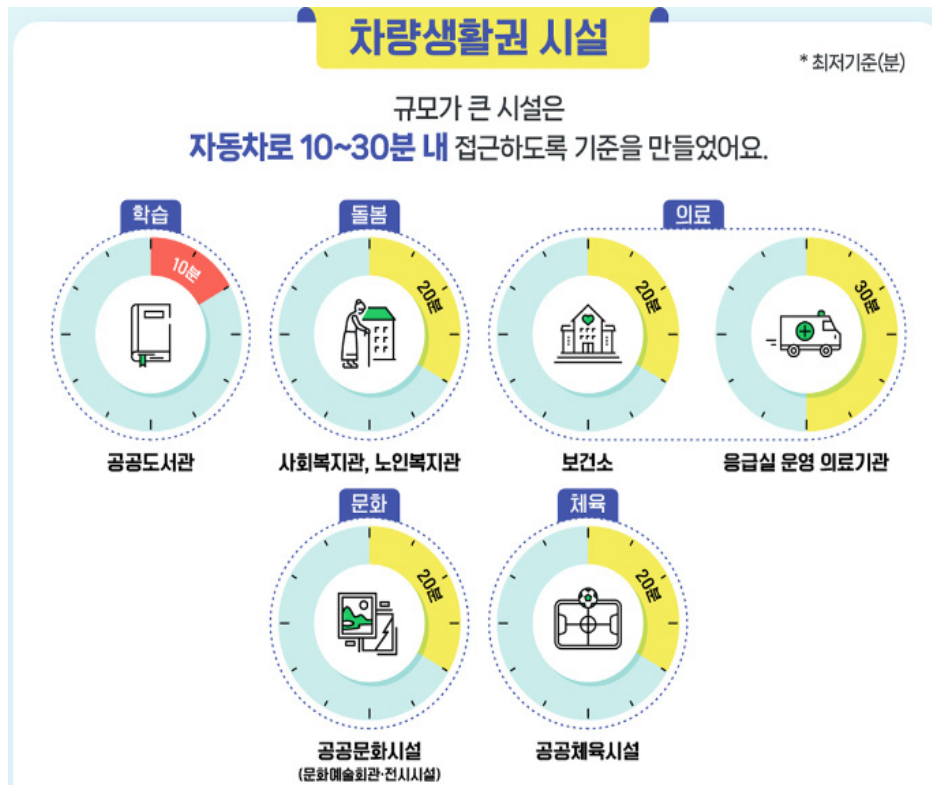 차량생활권 시설
* 최저기준(분)
규모가 큰 시설은
자동차로 10~30분 내 접근하도록 기준을 만들었어요.
학습
10분
공공도서관
돌봄
20분
사회복지관, 노인복지관
의료
20분
보건소
30분
응급실 운영 의료기관
문화
20분
공공문화시설
(문화예술회관·전시시설)
체육
20분
공공체육시설